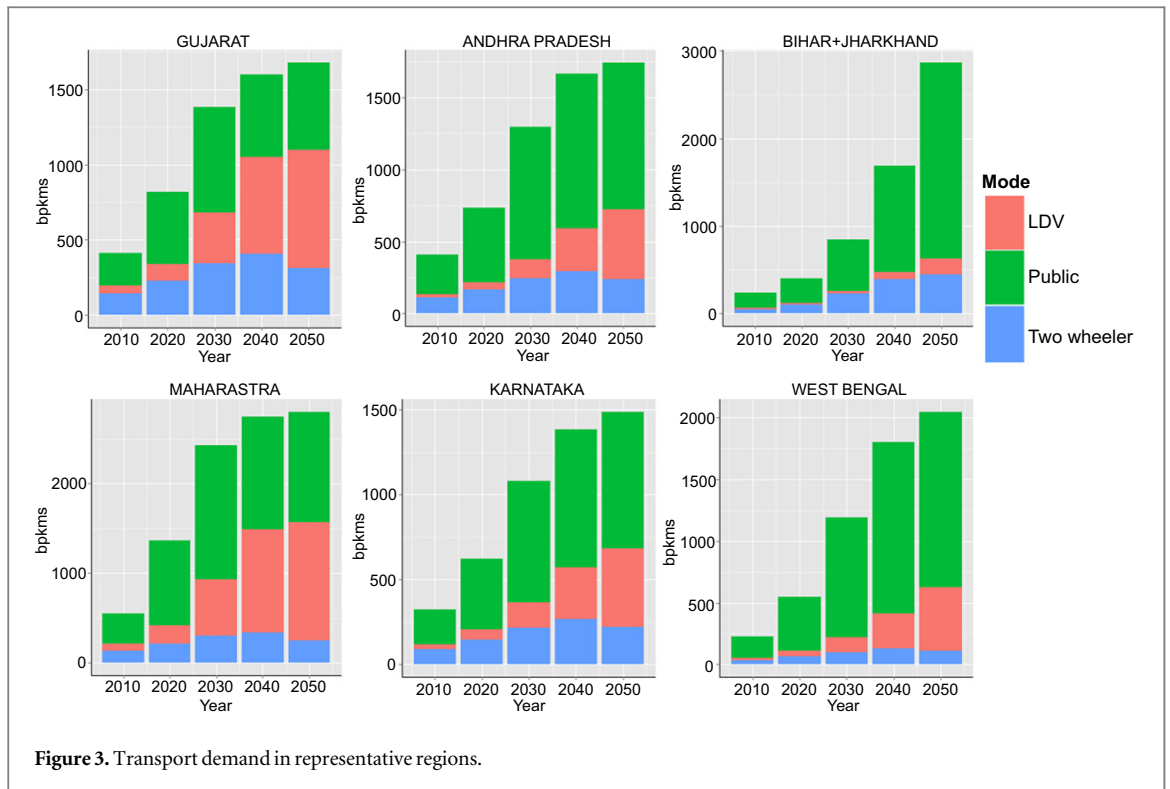 GUJARAT
bpkms
1500
1000
500
0
2010 2020 2030 2040 2050
Year
ANDHRA PRADESH
bpkms
1500
1000
500
0
2010 2020 2030 2040 2050
Year
BIHAR+JHARKHAND
bpkms
3000
2000
1000
0
2010 2020 2030 2040 2050
Year
Mode
LDV
Public
Two wheeler
MAHARASTRA
bpkms
2000
1000
0
2010 2020 2030 2040 2050
Year
KARNATAKA
bpkms
1500
1000
500
0
2010 2020 2030 2040 2050
Year
WEST BENGAL
bpkms
2000
1500
1000
500
0
2010 2020 2030 2040 2050
Year
Figure 3. Transport demand in representative regions.